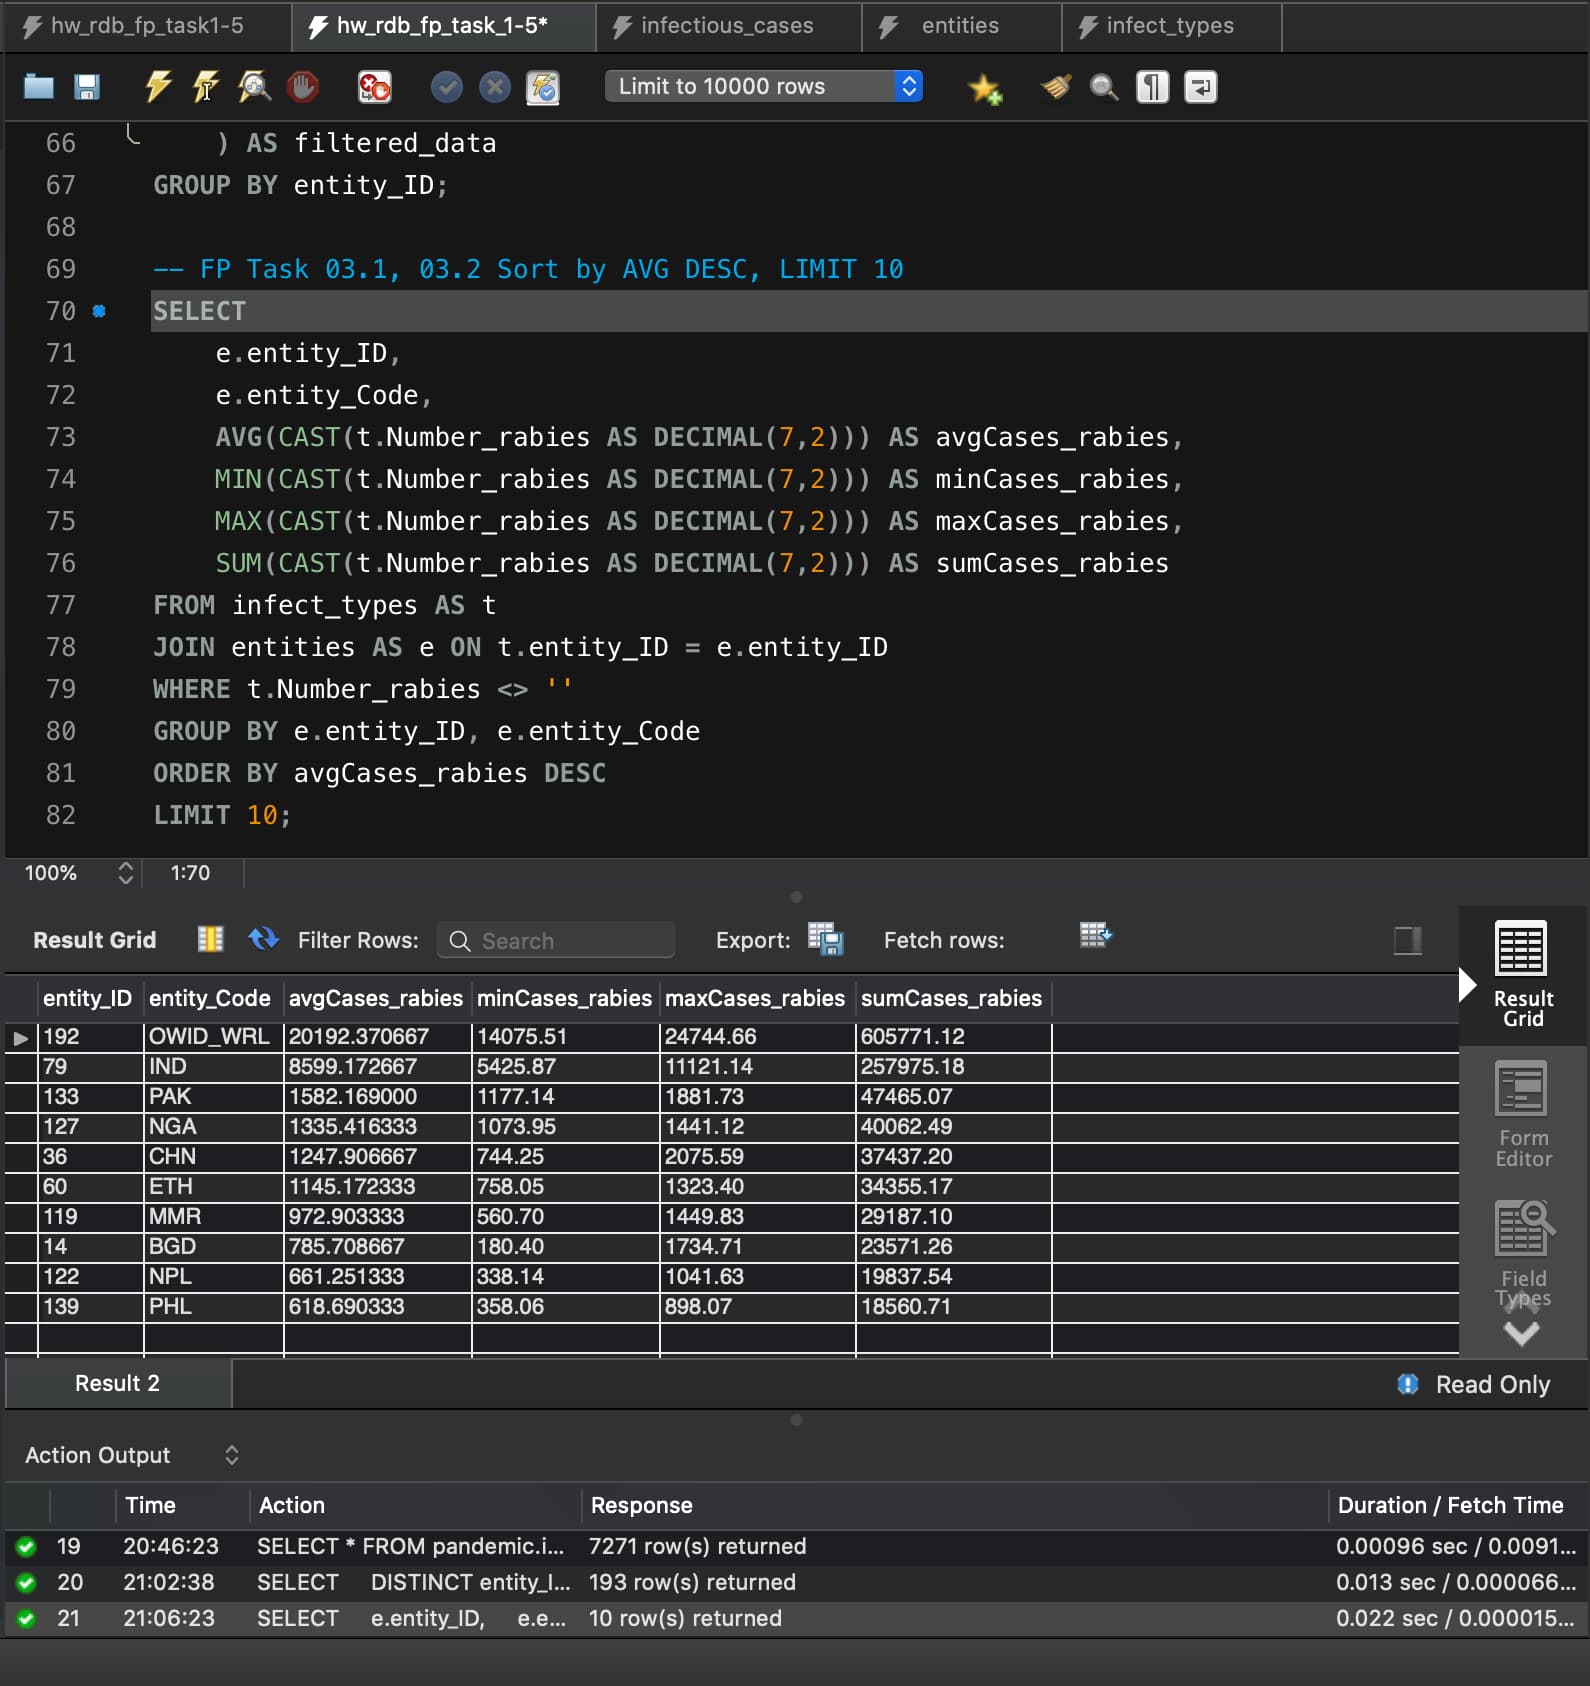 hw_rdb_fp_task1-5 hw_rdb_fp_task_1-5* infectious_cases entities infect_types
Limit to 10000 rows
66 ) AS filtered_data
67 GROUP BY entity_ID;
68
69 -- FP Task 03.1, 03.2 Sort by AVG DESC, LIMIT 10
70 SELECT
71 e.entity_ID,
72 e.entity_Code,
73 AVG(CAST(t.Number_rabies AS DECIMAL(7,2))) AS avgCases_rabies,
74 MIN(CAST(t.Number_rabies AS DECIMAL(7,2))) AS minCases_rabies,
75 MAX(CAST(t.Number_rabies AS DECIMAL(7,2))) AS maxCases_rabies,
76 SUM(CAST(t.Number_rabies AS DECIMAL(7,2))) AS sumCases_rabies
77 FROM infect_types AS t
78 JOIN entities AS e ON t.entity_ID = e.entity_ID
79 WHERE t.Number_rabies <> ''
80 GROUP BY e.entity_ID, e.entity_Code
81 ORDER BY avgCases_rabies DESC
82 LIMIT 10;
100% 1:70
Result Grid Filter Rows: Search Export: Fetch rows:
entity_ID entity_Code avgCases_rabies minCases_rabies maxCases_rabies sumCases_rabies
192 OWID_WRL 20192.370667 14075.51 24744.66 605771.12
79 IND 8599.172667 5425.87 11121.14 257975.18
133 PAK 1582.169000 1177.14 1881.73 47465.07
127 NGA 1335.416333 1073.95 1441.12 40062.49
36 CHN 1247.906667 744.25 2075.59 37437.20
60 ETH 1145.172333 758.05 1323.40 34355.17
119 MMR 972.903333 560.70 1449.83 29187.10
14 BGD 785.708667 180.40 1734.71 23571.26
122 NPL 661.251333 338.14 1041.63 19837.54
139 PHL 618.690333 358.06 898.07 18560.71
Result
Grid
Form
Editor
Field
Types
Result 2 Read Only
Action Output
Time Action Response Duration / Fetch Time
19 20:46:23 SELECT * FROM pandemic.i... 7271 row(s) returned 0.00096 sec / 0.0091...
20 21:02:38 SELECT DISTINCT entity_I... 193 row(s) returned 0.013 sec / 0.000066...
21 21:06:23 SELECT e.entity_ID, e.e... 10 row(s) returned 0.022 sec / 0.000015...